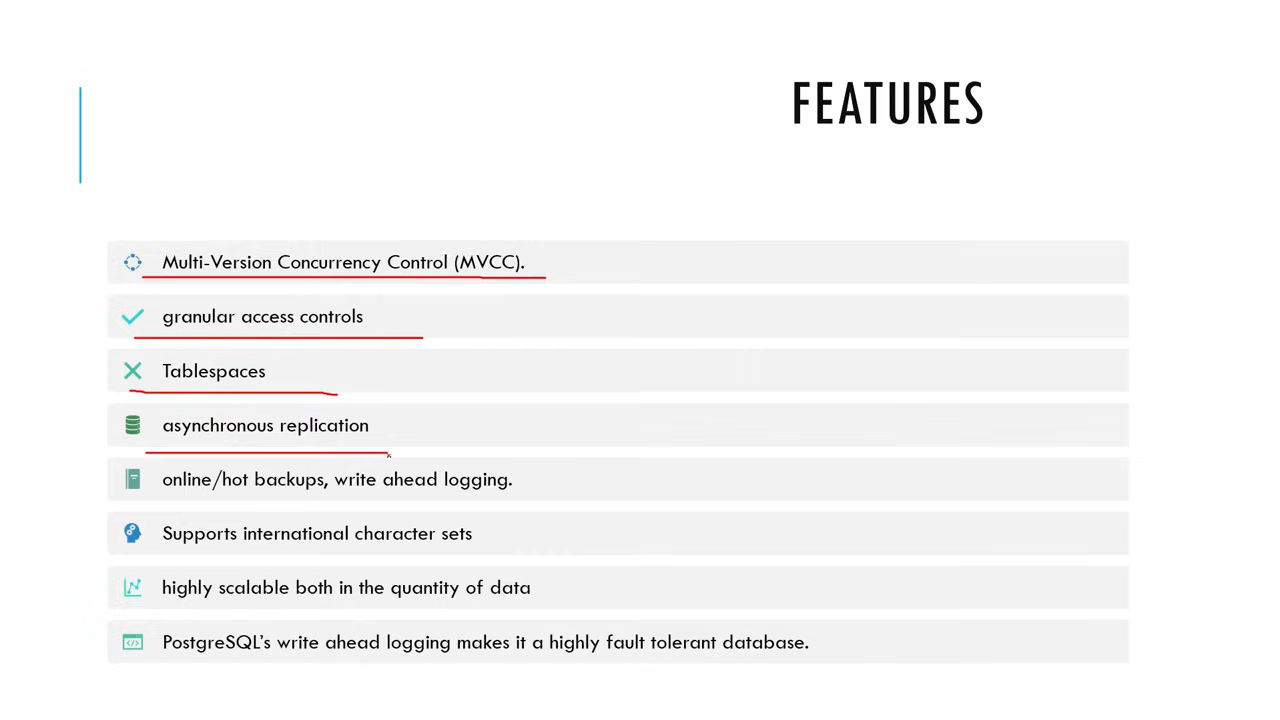 FEATURES
Multi-Version Concurrency Control (MVCC).
granular access controls
Tablespaces
asynchronous replication
online/hot backups, write ahead logging.
Supports international character sets
highly scalable both in the quantity of data
PostgreSQL's write ahead logging makes it a highly fault tolerant database.